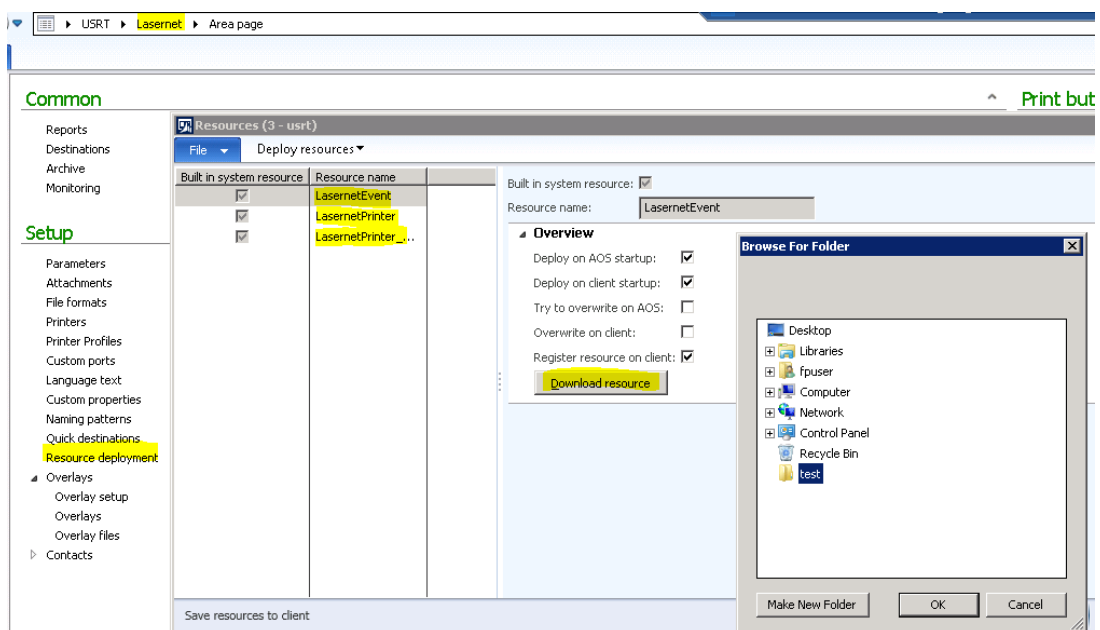 USRT Lasernet Area page
Common
Print but
Reports
Destinations
Archive
Monitoring
Setup
Parameters
Attachments
File formats
Printers
Printer Profiles
Custom ports
Language text
Custom properties
Naming patterns
Quick destinations
Resource deployment
Overlays
Overlay setup
Overlays
Overlay files
Contacts
Resources (3 - usrt)
File Deploy resources
Built in system resource Resource name
LasernetEvent
LasernetPrinter
LasernetPrinter_...
Built in system resource:
Resource name: LasernetEvent
Overview
Deploy on AOS startup:
Deploy on client startup:
Try to overwrite on AOS:
Overwrite on client:
Register resource on client:
Download resource
Save resources to client
Browse For Folder
Desktop
Libraries
fpuser
Computer
Network
Control Panel
Recycle Bin
test
Make New Folder OK Cancel